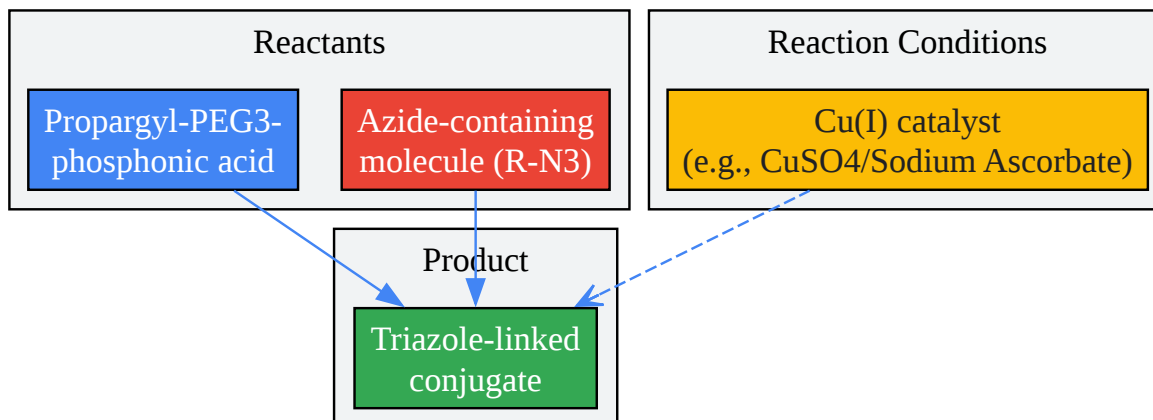 Reactants
Propargyl-PEG3-
phosphonic acid
Azide-containing
molecule (R-N3)
Reaction Conditions
Cu(I) catalyst
(e.g., CuSO4/Sodium Ascorbate)
Product
Triazole-linked
conjugate